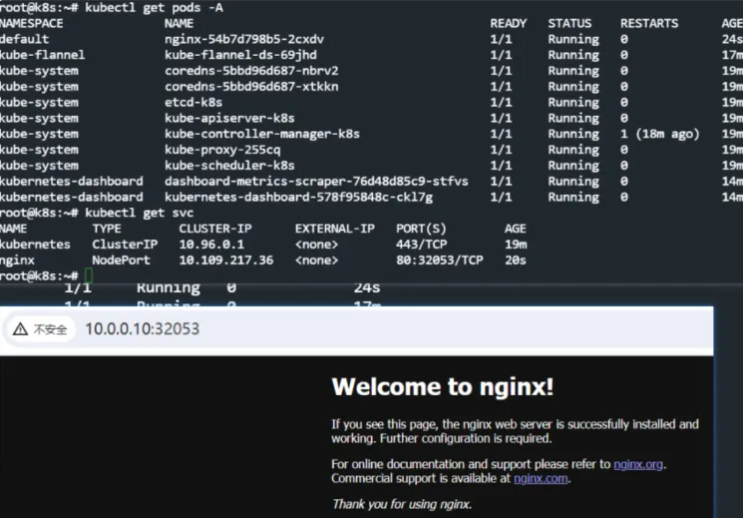 root@k8s:~# kubectl get pods -A
NAMESPACE NAME READY STATUS RESTARTS AGE
default nginx-54b7d798b5-2cxdv 1/1 Running 0 24s
kube-flannel kube-flannel-ds-69jhd 1/1 Running 0 17m
kube-system coredns-5bbd96d687-nbrv2 1/1 Running 0 19m
kube-system coredns-5bbd96d687-xtkkn 1/1 Running 0 19m
kube-system etcd-k8s 1/1 Running 0 19m
kube-system kube-apiserver-k8s 1/1 Running 0 19m
kube-system kube-controller-manager-k8s 1/1 Running 1 (18m ago) 19m
kube-system kube-proxy-255cq 1/1 Running 0 19m
kube-system kube-scheduler-k8s 1/1 Running 0 19m
kubernetes-dashboard dashboard-metrics-scraper-76d48d85c9-stfvs 1/1 Running 0 14m
kubernetes-dashboard kubernetes-dashboard-578f95848c-ckl7g 1/1 Running 0 14m
root@k8s:~# kubectl get svc
NAME TYPE CLUSTER-IP EXTERNAL-IP PORT(S) AGE
kubernetes ClusterIP 10.96.0.1 <none> 443/TCP 19m
nginx NodePort 10.109.217.36 <none> 80:32053/TCP 20s
root@k8s:~#
1/1 Running 0 24s
1/1 Running 0 17m
不安全 10.0.0.10:32053
Welcome to nginx!
If you see this page, the nginx web server is successfully installed and
working. Further configuration is required.
For online documentation and support please refer to nginx.org.
Commercial support is available at nginx.com.
Thank you for using nginx.